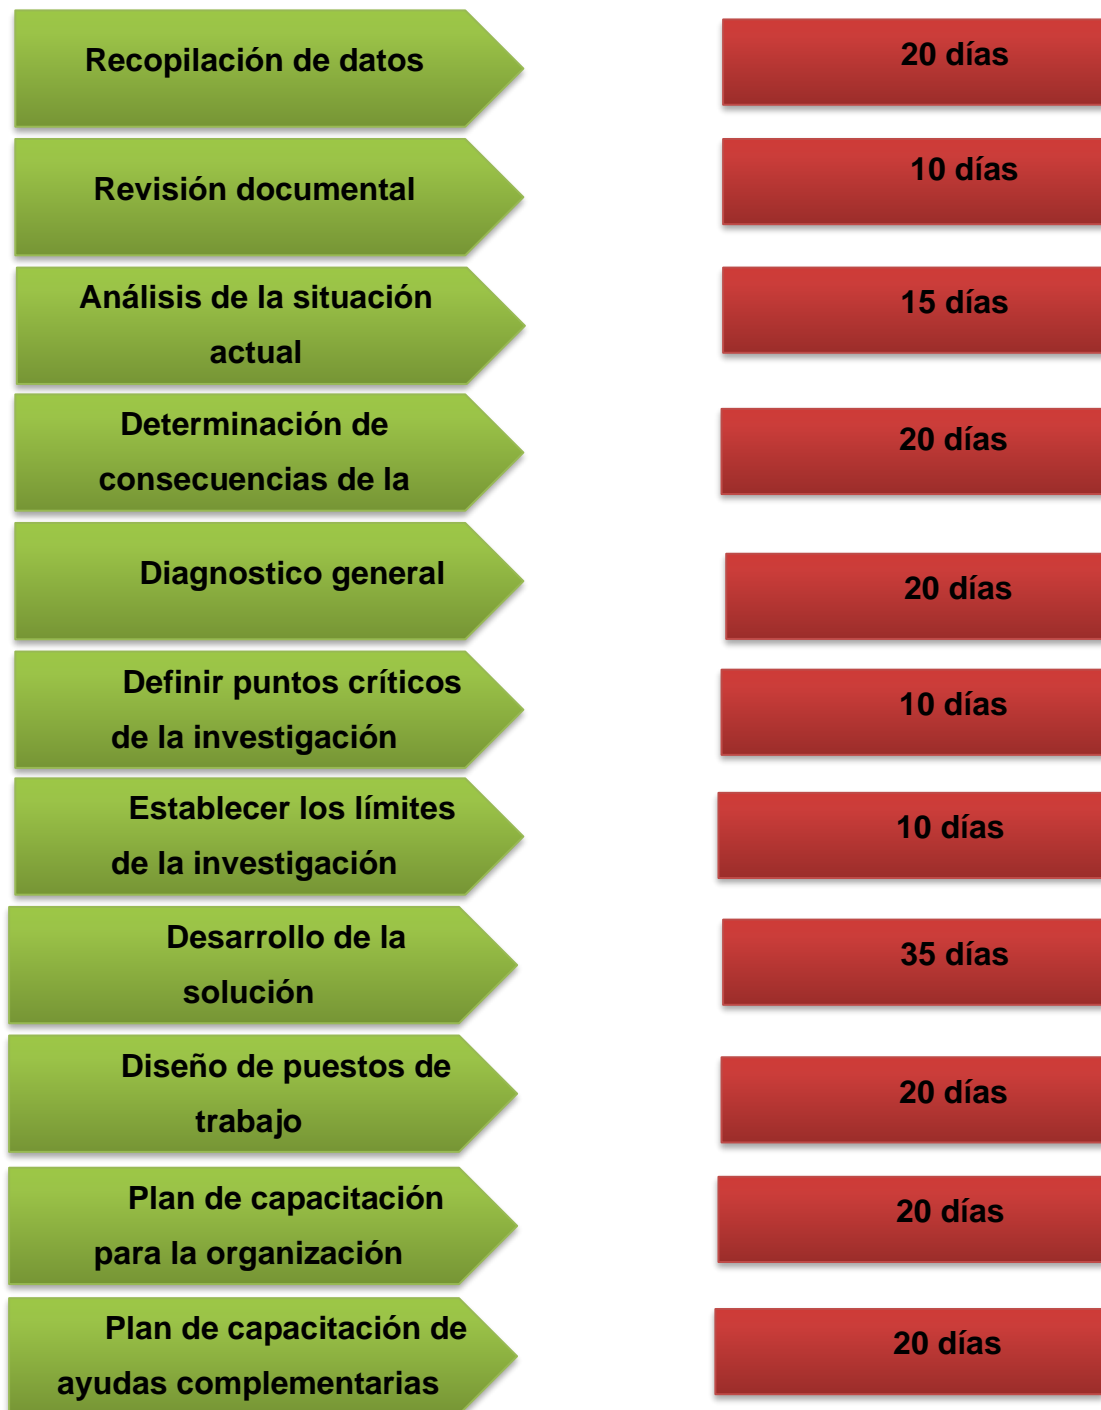 Recopilación de datos
20 días
Revisión documental
10 días
Análisis de la situación
actual
15 días
Determinación de
consecuencias de la
20 días
Diagnostico general
20 días
Definir puntos críticos
de la investigación
10 días
Establecer los límites
de la investigación
10 días
Desarrollo de la
solución
35 días
Diseño de puestos de
trabajo
20 días
Plan de capacitación
para la organización
20 días
Plan de capacitación de
ayudas complementarias
20 días